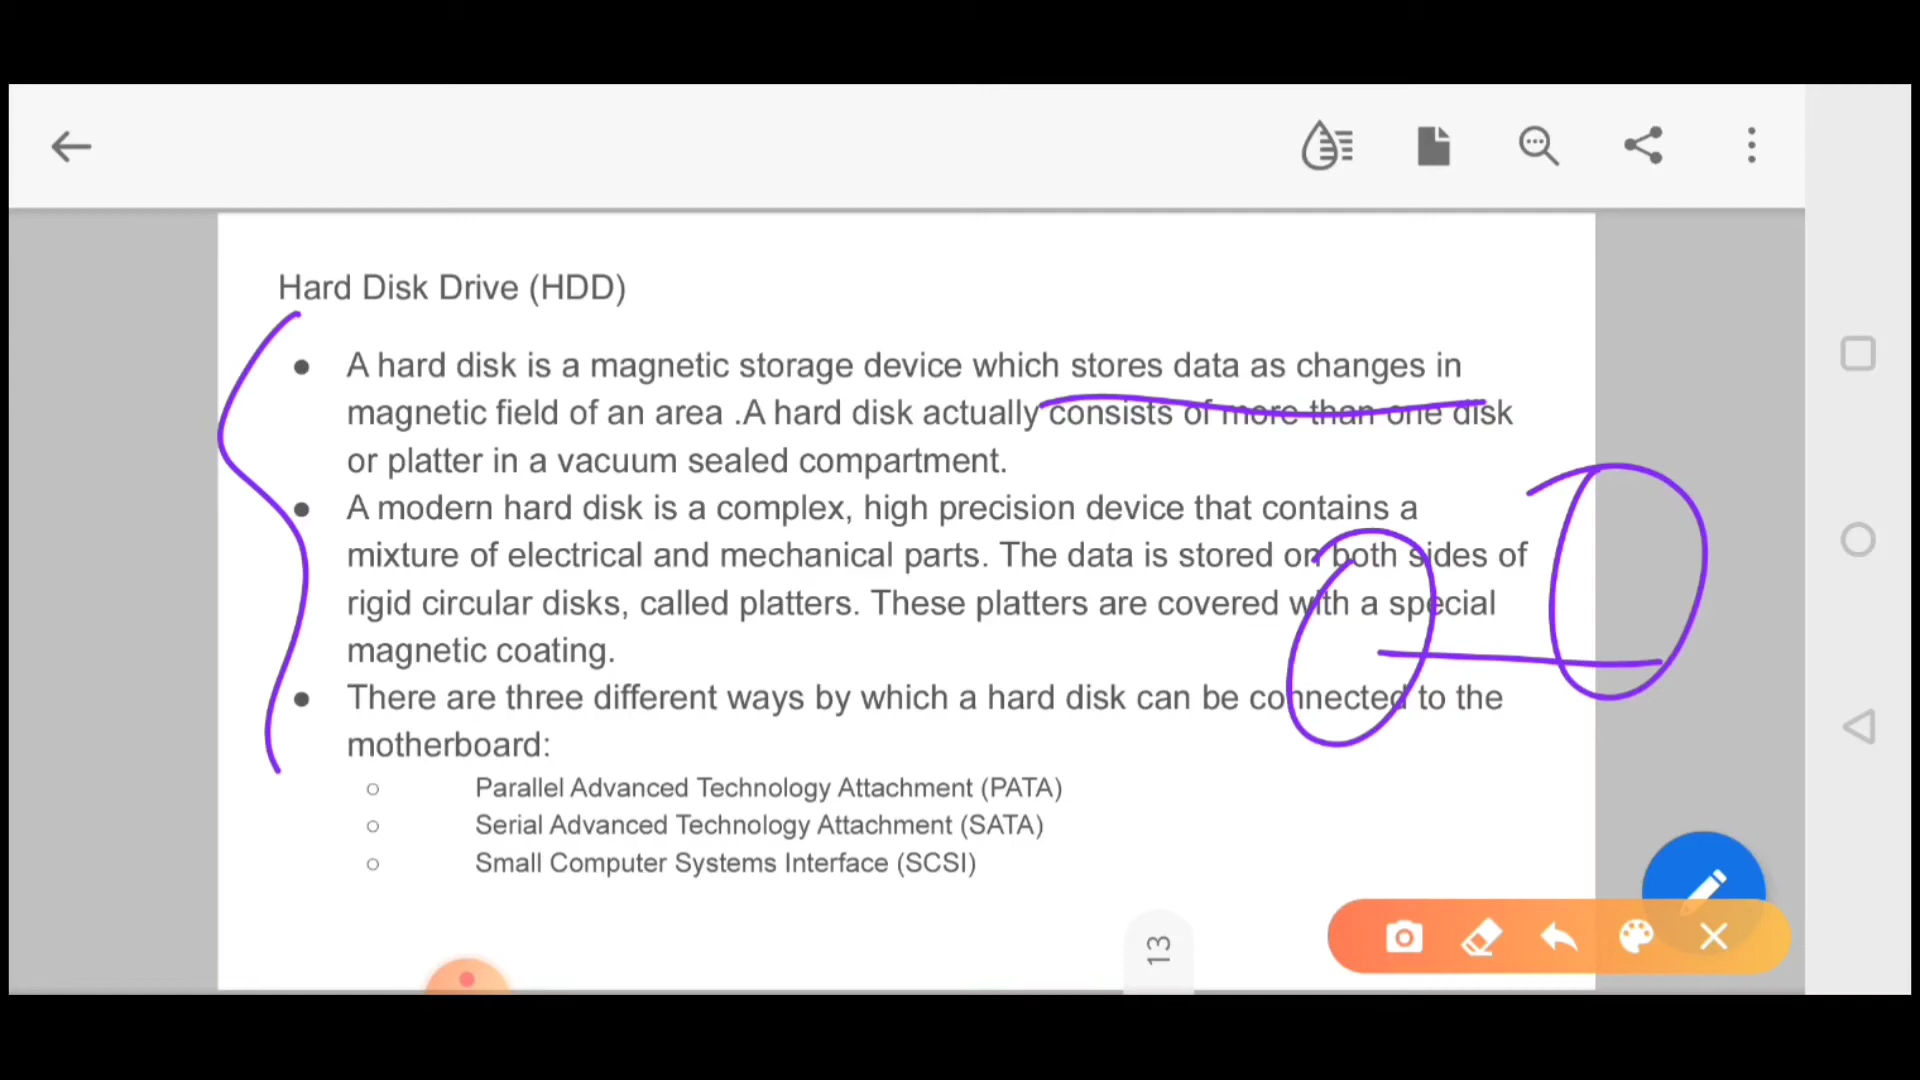 Hard Disk Drive (HDD)
● A hard disk is a magnetic storage device which stores data as changes in
magnetic field of an area .A hard disk actually consists of more than one disk
or platter in a vacuum sealed compartment.
● A modern hard disk is a complex, high precision device that contains a
mixture of electrical and mechanical parts. The data is stored on both sides of
rigid circular disks, called platters. These platters are covered with a special
magnetic coating.
● There are three different ways by which a hard disk can be connected to the
motherboard:
○ Parallel Advanced Technology Attachment (PATA)
○ Serial Advanced Technology Attachment (SATA)
○ Small Computer Systems Interface (SCSI)
13